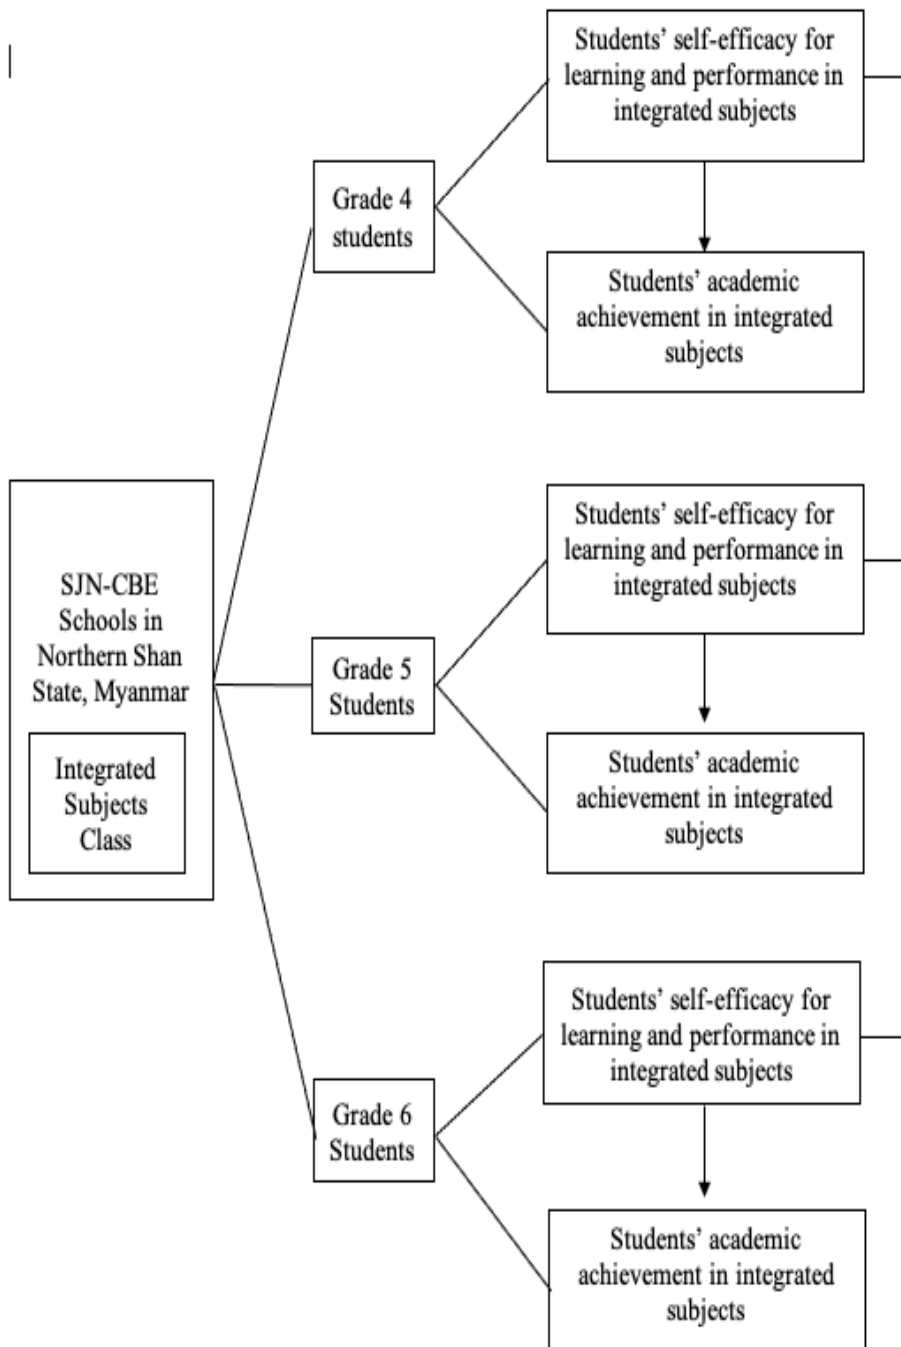 Students’ self-efficacy for
learning and performance in
integrated subjects
Grade 4
students
Students’ academic
achievement in integrated
subjects
SJN-CBE
Schools in
Northern Shan
State, Myanmar
Integrated
Subjects
Class
Students’ self-efficacy for
learning and performance in
integrated subjects
Grade 5
Students
Students’ academic
achievement in integrated
subjects
Students’ self-efficacy for
learning and performance in
integrated subjects
Grade 6
Students
Students’ academic
achievement in integrated
subjects